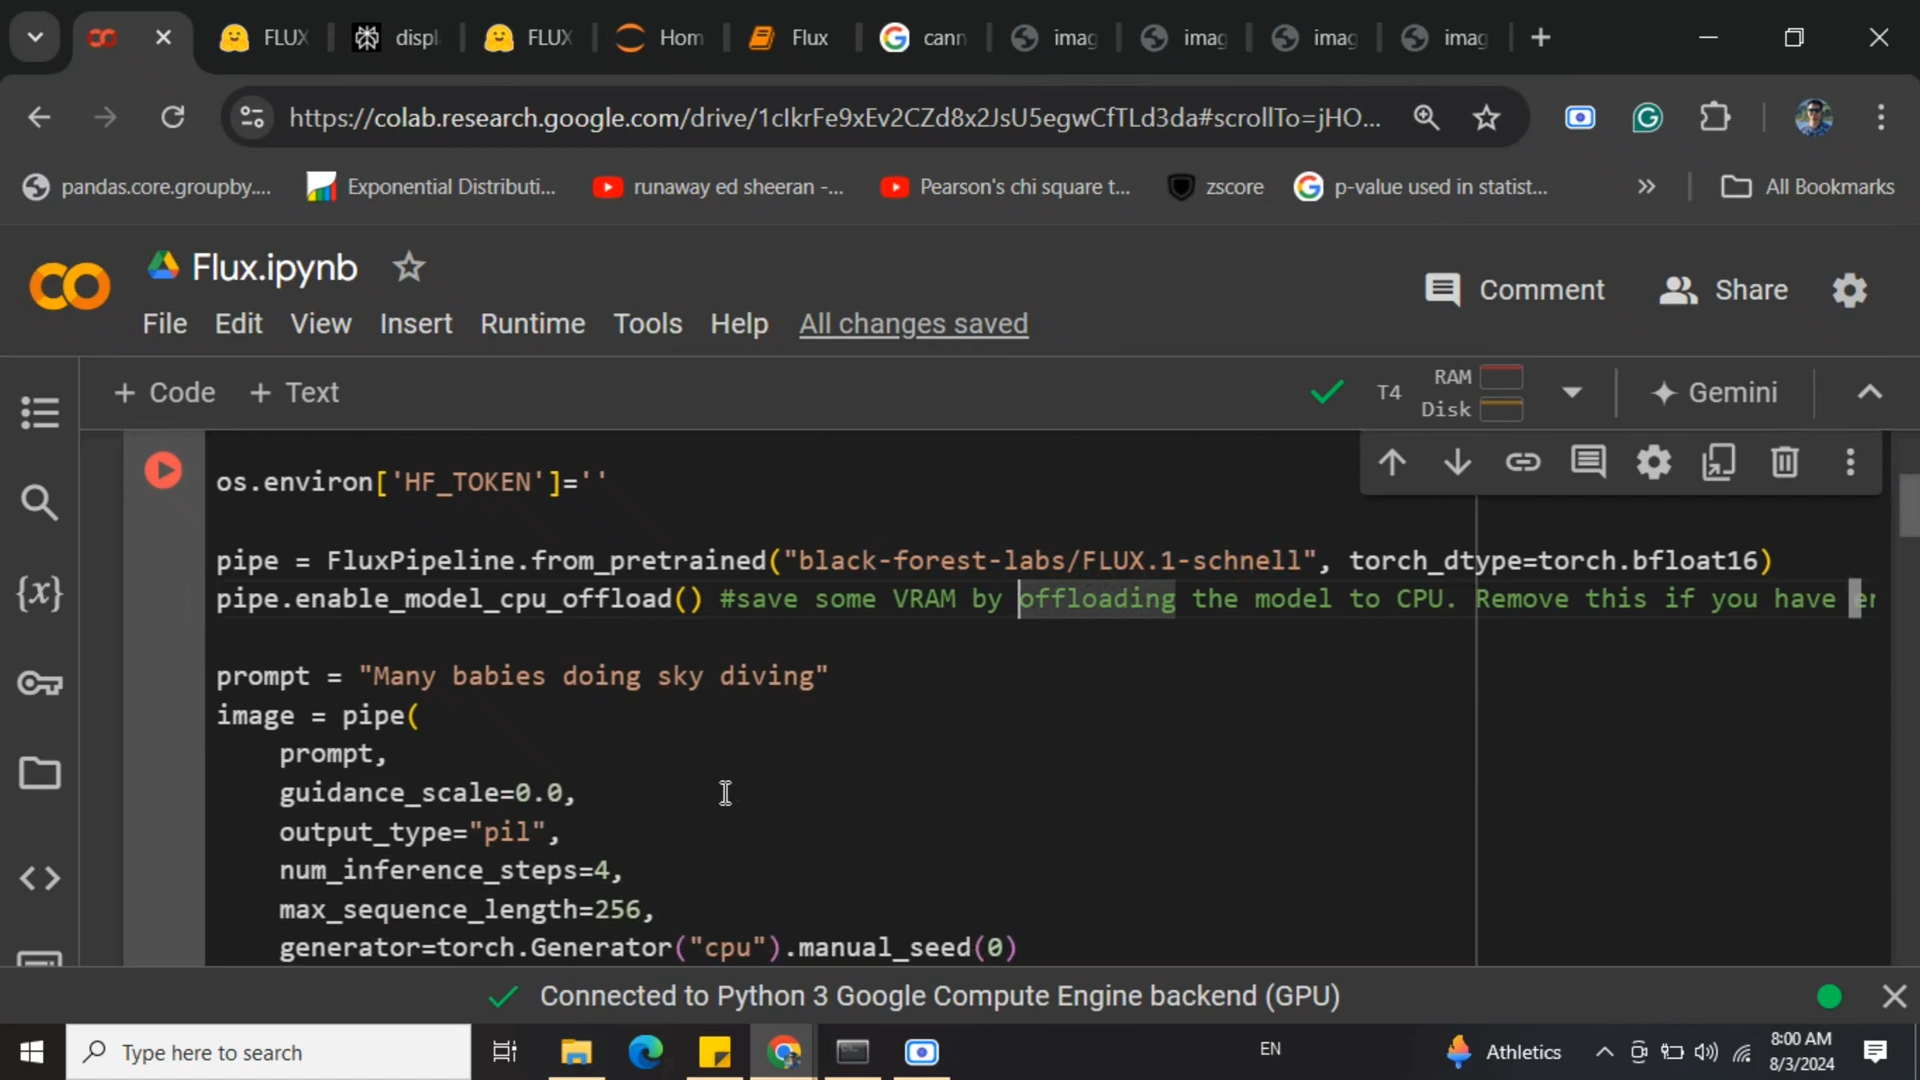 FLUX
displ
FLUX
Hom
Flux
cann
imag
imag
imag
imag
https://colab.research.google.com/drive/1cIkrFe9xEv2CZd8x2JsU5egwCfTLd3da#scrollTo=jHO...
pandas.core.groupby....
Exponential Distributi...
runaway ed sheeran -...
Pearson's chi square t...
zscore
p-value used in statist...
All Bookmarks
Flux.ipynb
Comment
Share
File Edit View Insert Runtime Tools Help All changes saved
+ Code + Text
T4
RAM
Disk
Gemini
os.environ['HF_TOKEN']=''
pipe = FluxPipeline.from_pretrained("black-forest-labs/FLUX.1-schnell", torch_dtype=torch.bfloat16)
pipe.enable_model_cpu_offload() #save some VRAM by offloading the model to CPU. Remove this if you have en
prompt = "Many babies doing sky diving"
image = pipe(
prompt,
guidance_scale=0.0,
output_type="pil",
num_inference_steps=4,
max_sequence_length=256,
generator=torch.Generator("cpu").manual_seed(0)
Connected to Python 3 Google Compute Engine backend (GPU)
Type here to search
EN
Athletics
8:00 AM
8/3/2024